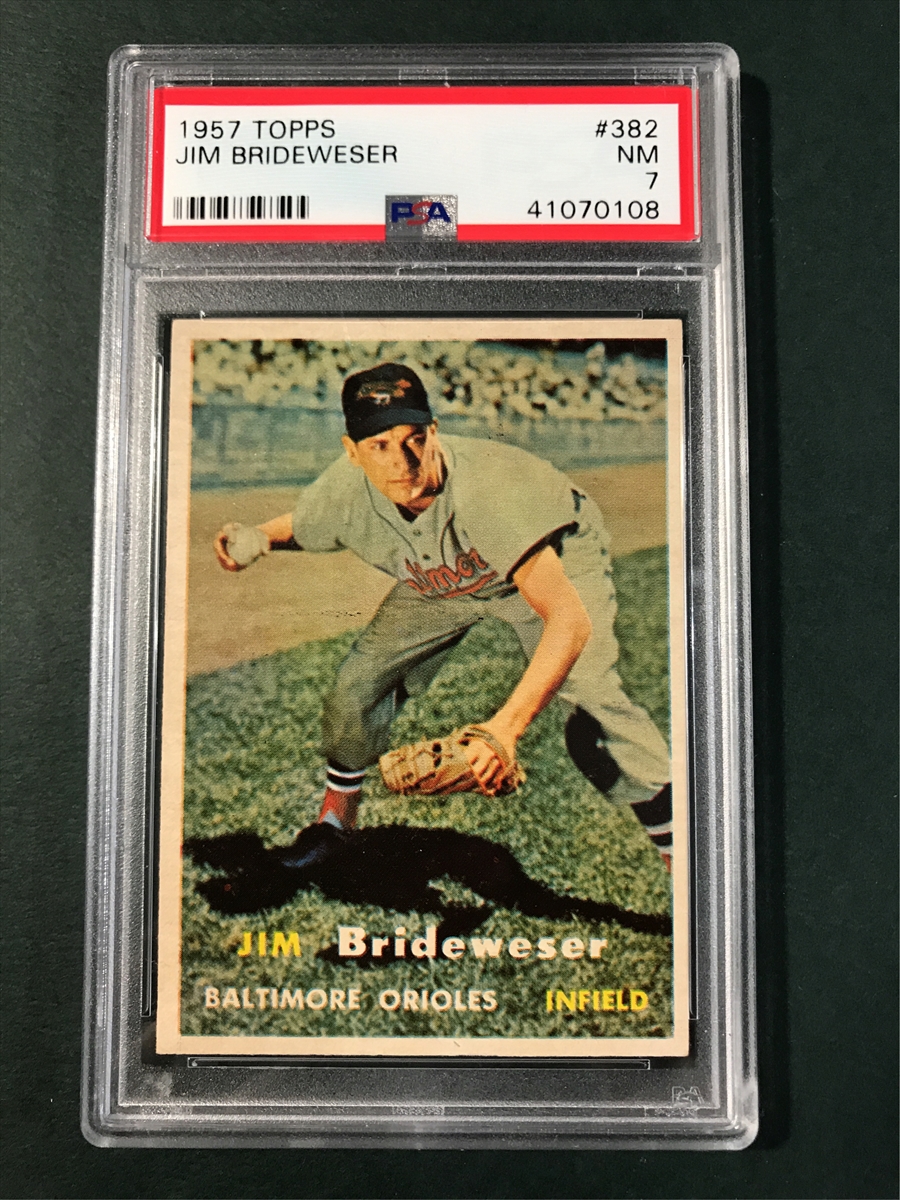 1957 TOPPS #382
JIM BRIDEWESER NM
7
PSA 41070108
JIM Brideweser
BALTIMORE ORIOLES INFIELD